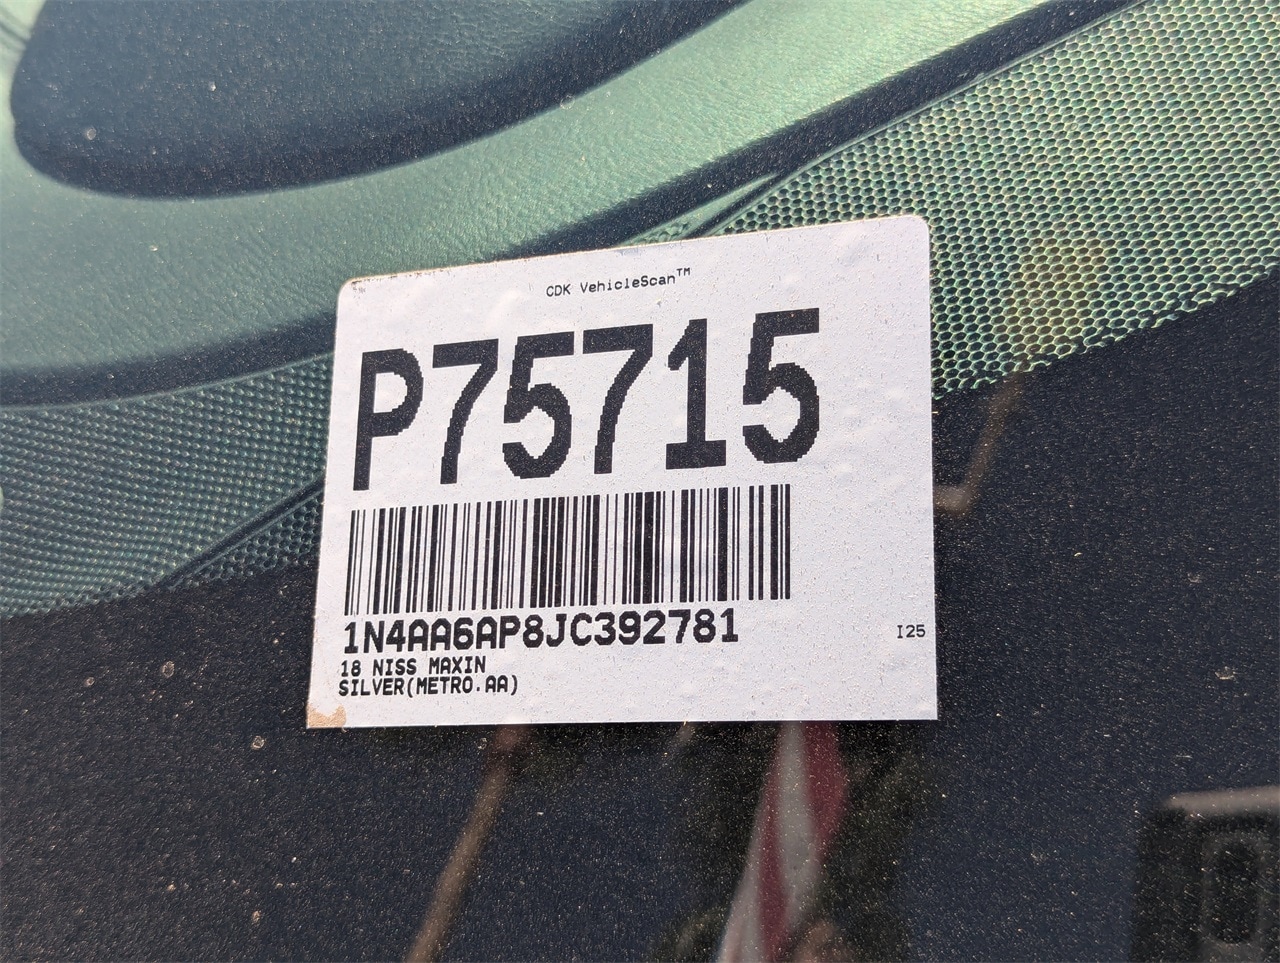 CDK VehicleScan™
P75715
1N4AA6AP8JC392781
I25
18 NISS MAXIN
SILVER(METRO.AA)